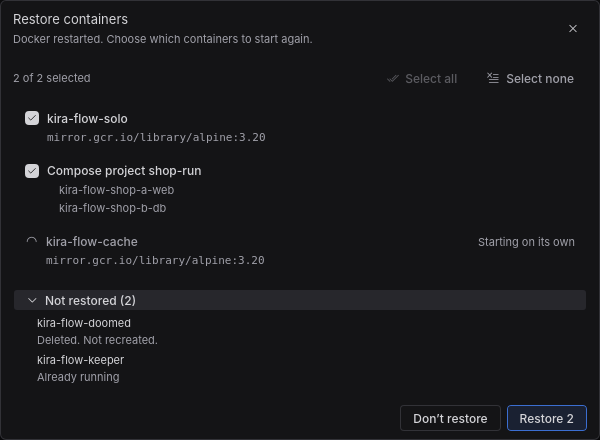 Restore containers
Docker restarted. Choose which containers to start again.
2 of 2 selected
Select all
Select none
kira-flow-solo
mirror.gcr.io/library/alpine:3.20
Compose project shop-run
kira-flow-shop-a-web
kira-flow-shop-b-db
kira-flow-cache
Starting on its own
mirror.gcr.io/library/alpine:3.20
Not restored (2)
kira-flow-doomed
Deleted. Not recreated.
kira-flow-keeper
Already running
Don’t restore
Restore 2